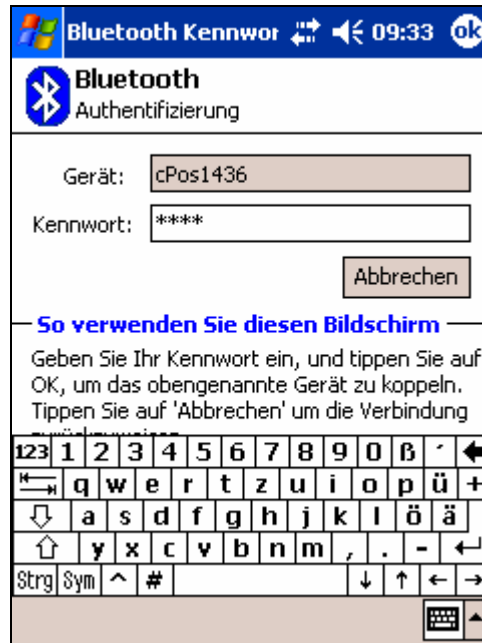 Bluetooth Kennwor 09:33 ok
Bluetooth
Authentifizierung
Gerät: cPos1436
Kennwort: ****
Abbrechen
So verwenden Sie diesen Bildschirm
Geben Sie Ihr Kennwort ein, und tippen Sie auf
OK, um das obengenannte Gerät zu koppeln.
Tippen Sie auf 'Abbrechen' um die Verbindung
123 1 2 3 4 5 6 7 8 9 0 ß ´
q w e r t z u i o p ü +
a s d f g h j k l ö ä
y x c v b n m , . -
Strg Sym ^ # ↓ ↑ ← →